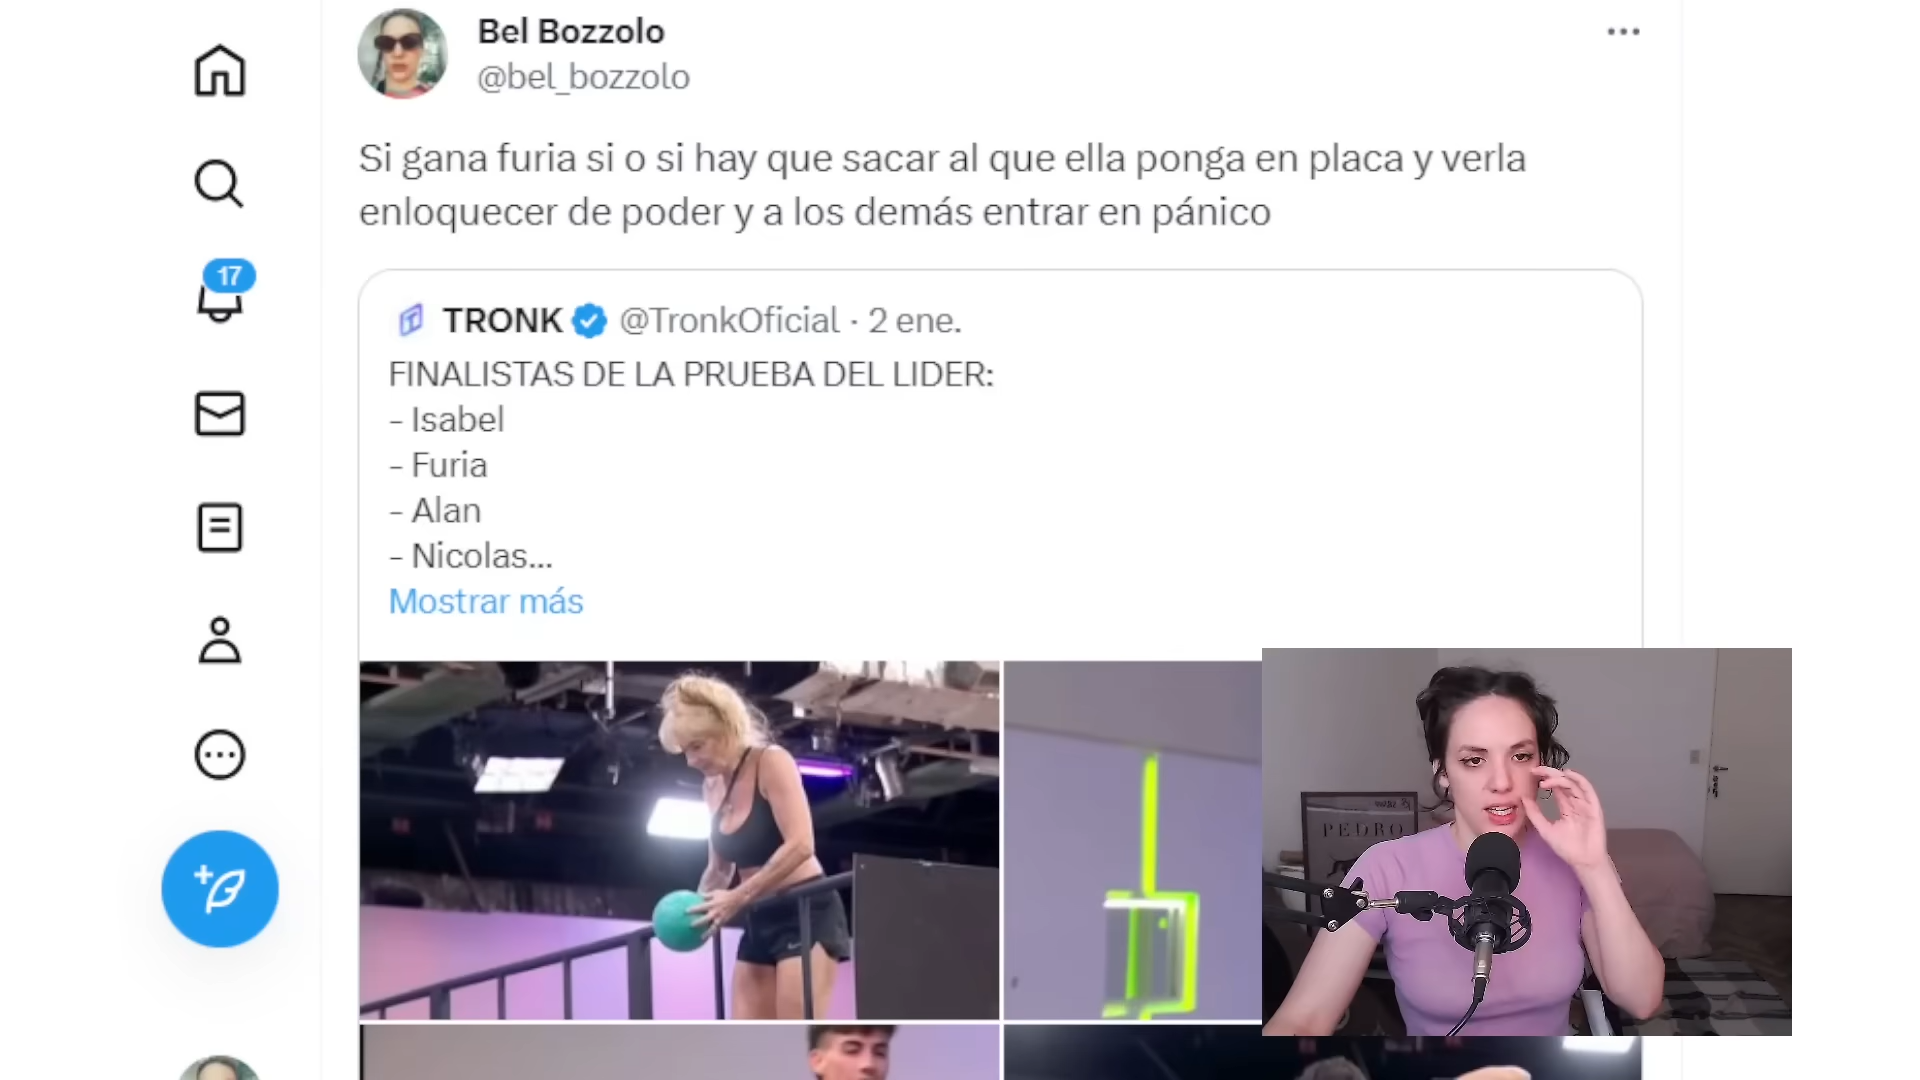 Bel Bozzolo
@bel_bozzolo
Si gana furia si o si hay que sacar al que ella ponga en placa y verla
enloquecer de poder y a los demás entrar en pánico
17
TRONK @TronkOficial · 2 ene.
FINALISTAS DE LA PRUEBA DEL LIDER:
- Isabel
- Furia
- Alan
- Nicolas...
Mostrar más
PEDRO